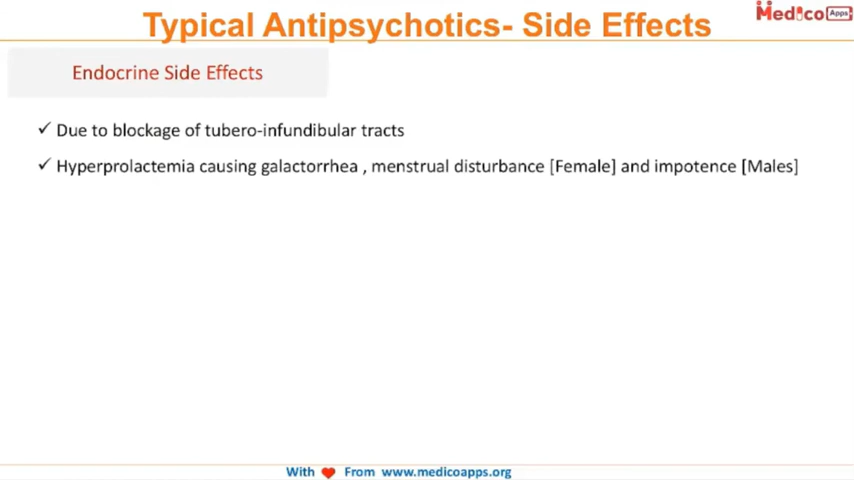 Typical Antipsychotics- Side Effects
Medico Apps
Endocrine Side Effects
✓ Due to blockage of tubero-infundibular tracts
✓ Hyperprolactemia causing galactorrhea , menstrual disturbance [Female] and impotence [Males]
With ❤ From www.medicoapps.org